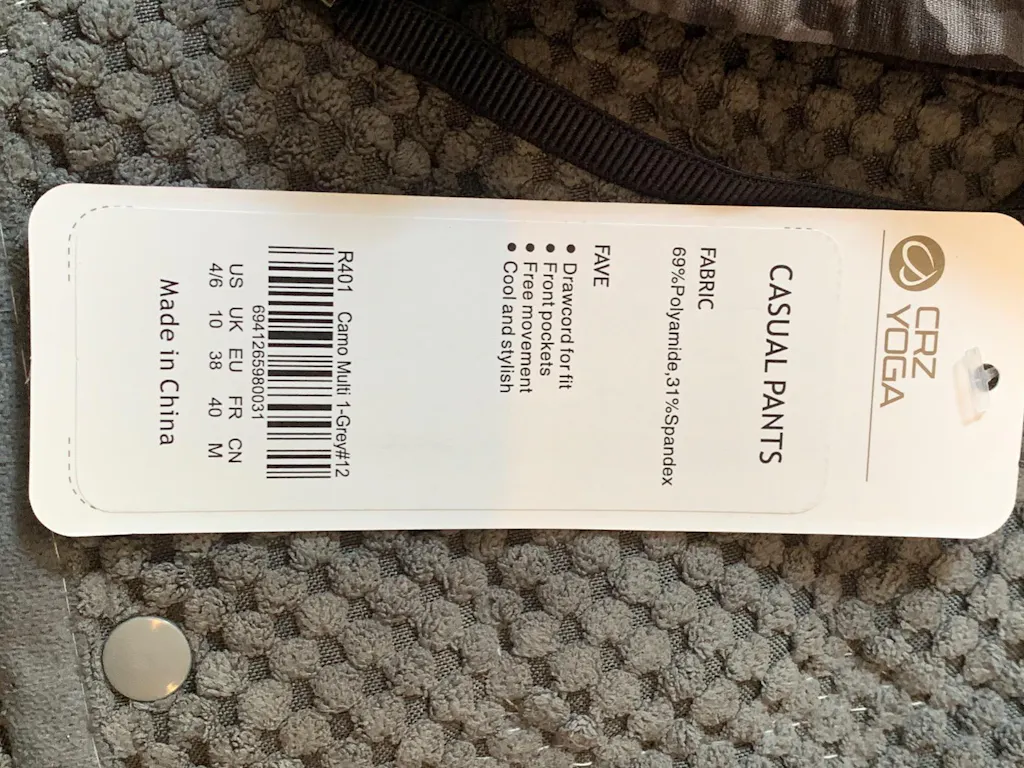 CRZ
YOGA
CASUAL PANTS
FABRIC
69%Polyamide,31%Spandex
FAVE
● Drawcord for fit
● Front pockets
● Free movement
● Cool and stylish
R401 Camo Multi 1-Grey#12
6941265980031
US UK EU FR CN
4/6 10 38 40 M
Made in China